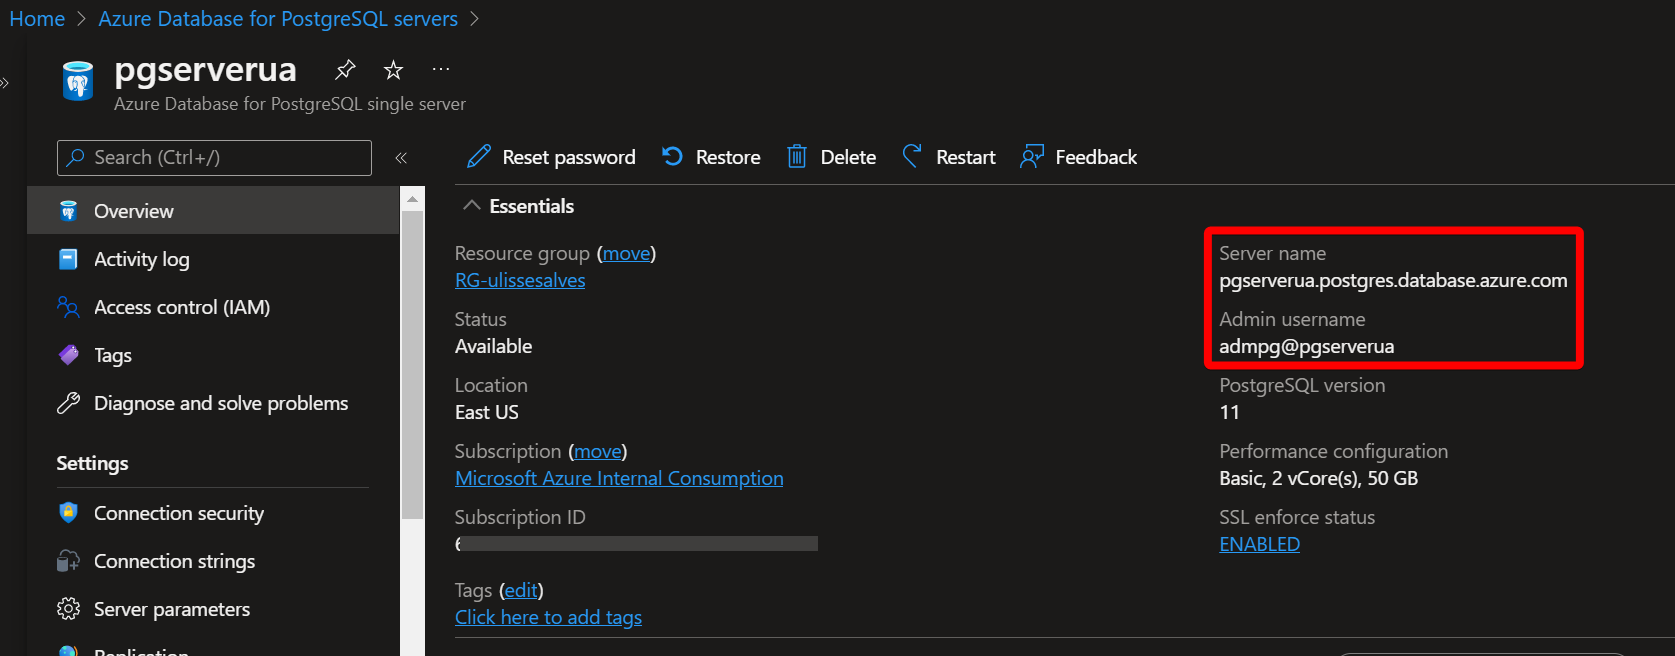 Home > Azure Database for PostgreSQL servers >
pgserverua
Azure Database for PostgreSQL single server
Search (Ctrl+/)
Overview
Activity log
Access control (IAM)
Tags
Diagnose and solve problems
Settings
Connection security
Connection strings
Server parameters
Replication
Reset password Restore Delete Restart Feedback
Essentials
Resource group (move)
RG-ulissesalves
Status
Available
Location
East US
Subscription (move)
Microsoft Azure Internal Consumption
Subscription ID
6
Tags (edit)
Click here to add tags
Server name
pgserverua.postgres.database.azure.com
Admin username
admpg@pgserverua
PostgreSQL version
11
Performance configuration
Basic, 2 vCore(s), 50 GB
SSL enforce status
ENABLED